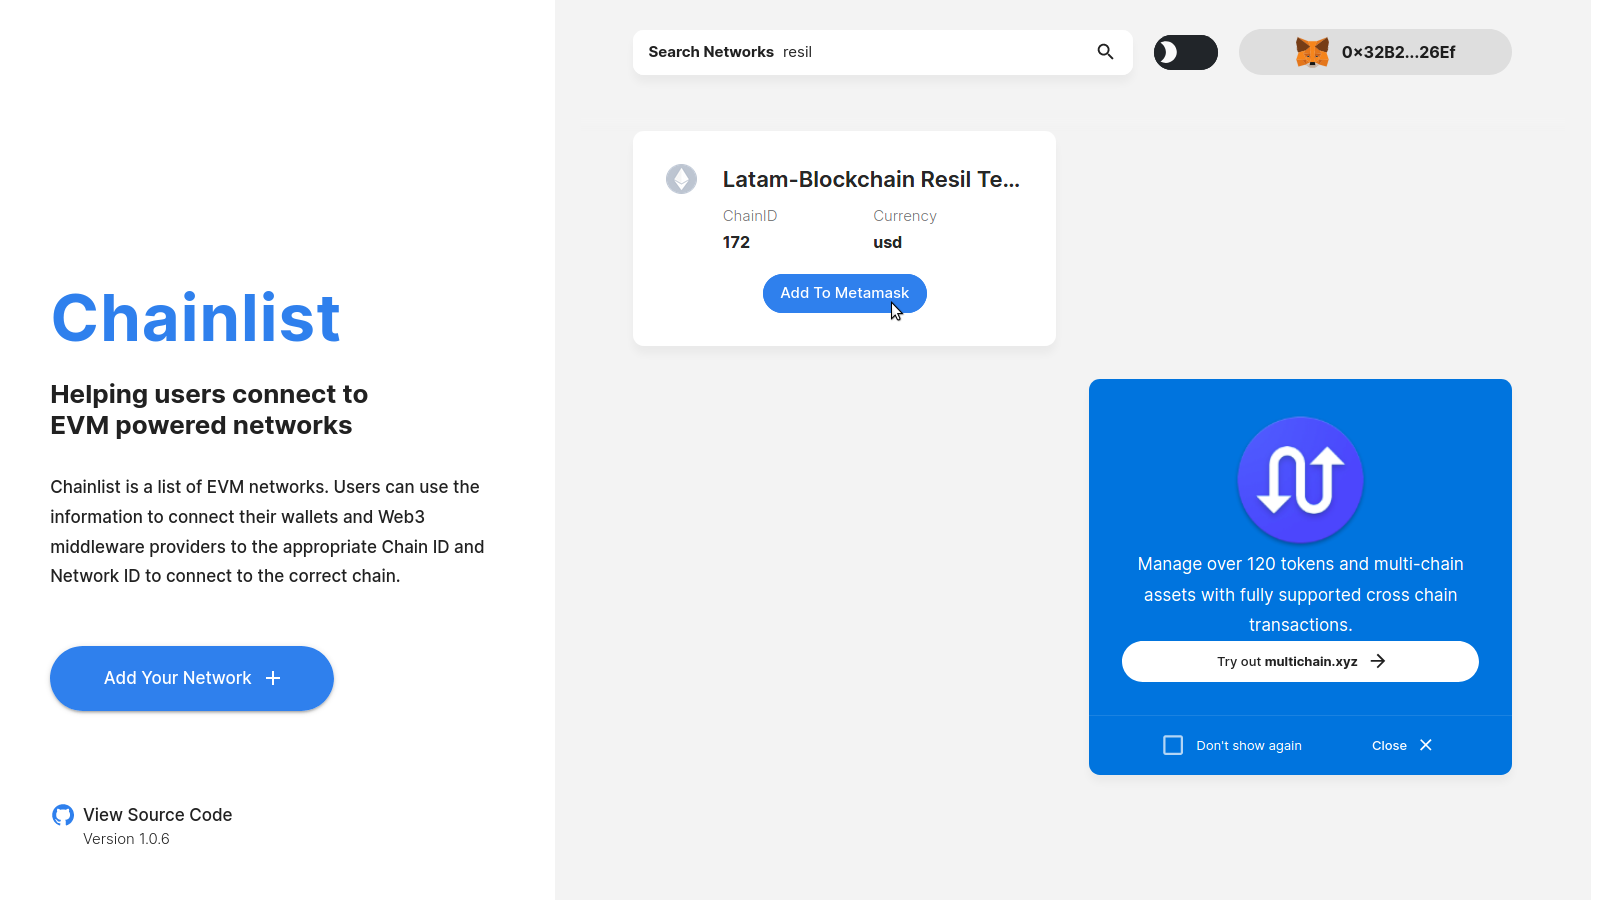 Search Networks resil
0x32B2...26Ef
Latam-Blockchain Resil Te...
ChainID Currency
172 usd
Add To Metamask
Chainlist
Helping users connect to
EVM powered networks
Chainlist is a list of EVM networks. Users can use the
information to connect their wallets and Web3
middleware providers to the appropriate Chain ID and
Network ID to connect to the correct chain.
Add Your Network
View Source Code
Version 1.0.6
Manage over 120 tokens and multi-chain
assets with fully supported cross chain
transactions.
Try out multichain.xyz
Don't show again Close